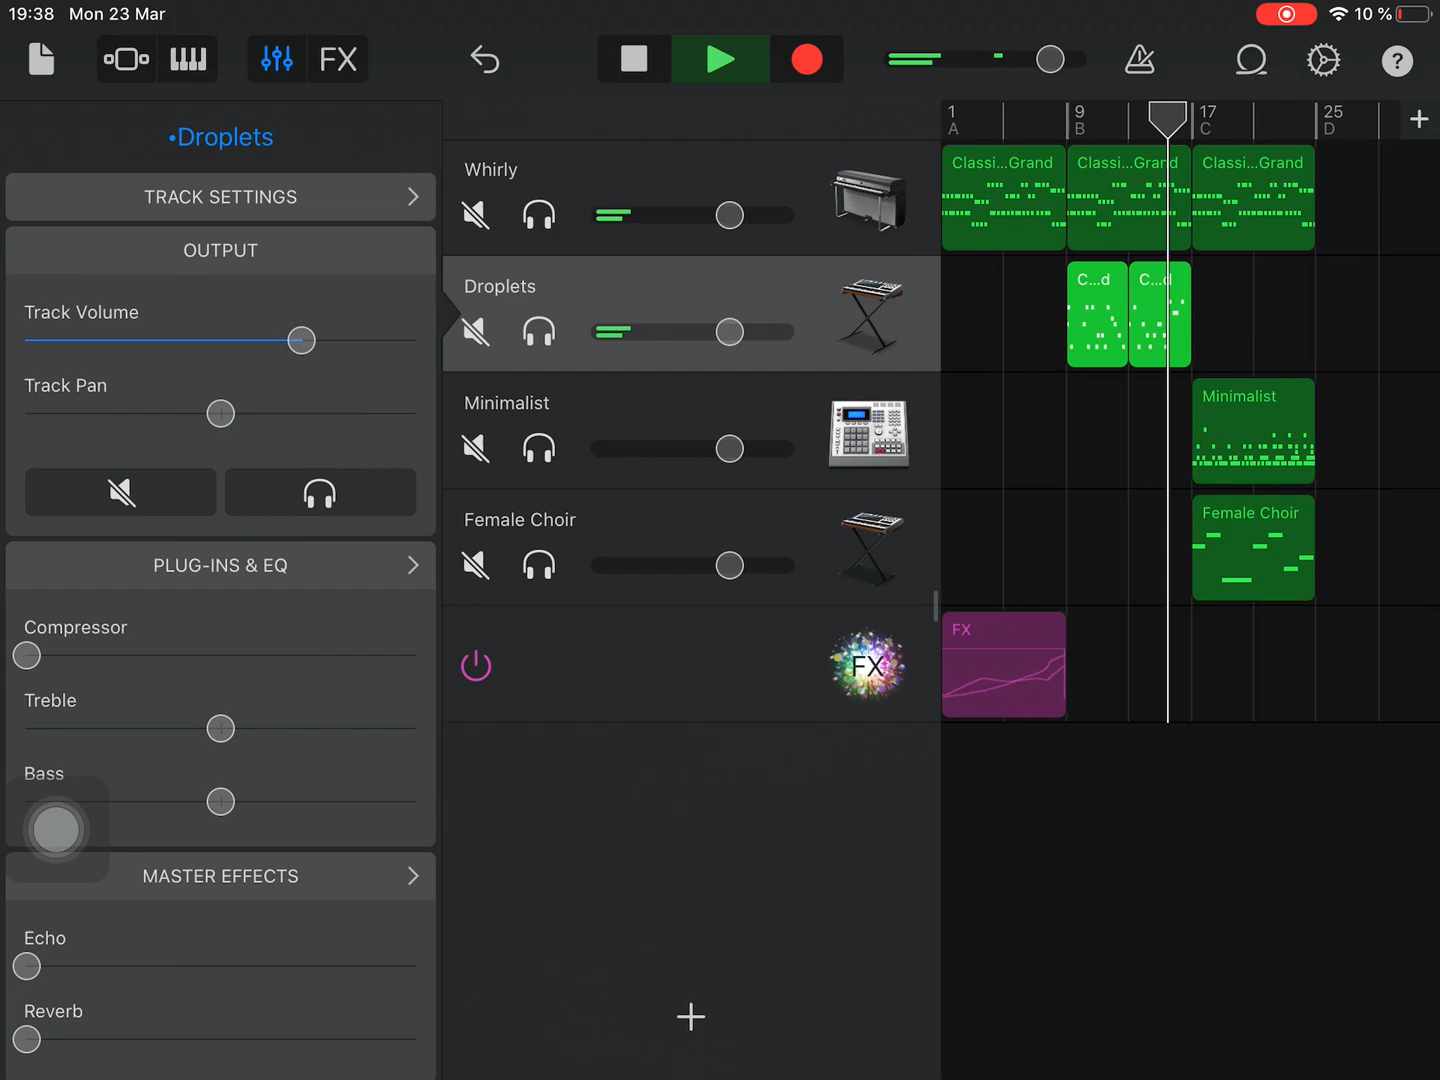 19:38 Mon 23 Mar
10 %
FX
?
•Droplets
TRACK SETTINGS
OUTPUT
Track Volume
Track Pan
PLUG-INS & EQ
Compressor
Treble
Bass
MASTER EFFECTS
Echo
Reverb
Whirly
Droplets
Minimalist
Female Choir
FX
+
1 9 17 25 +
A B C D
Classi...Grand Classi...Grand Classi...Grand
C...d C...d
Minimalist
Female Choir
FX